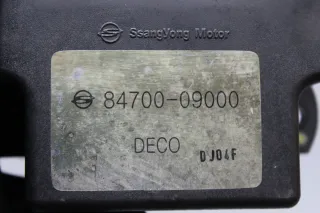 SsangYong Motor
84700-09000
DECO DJ04F